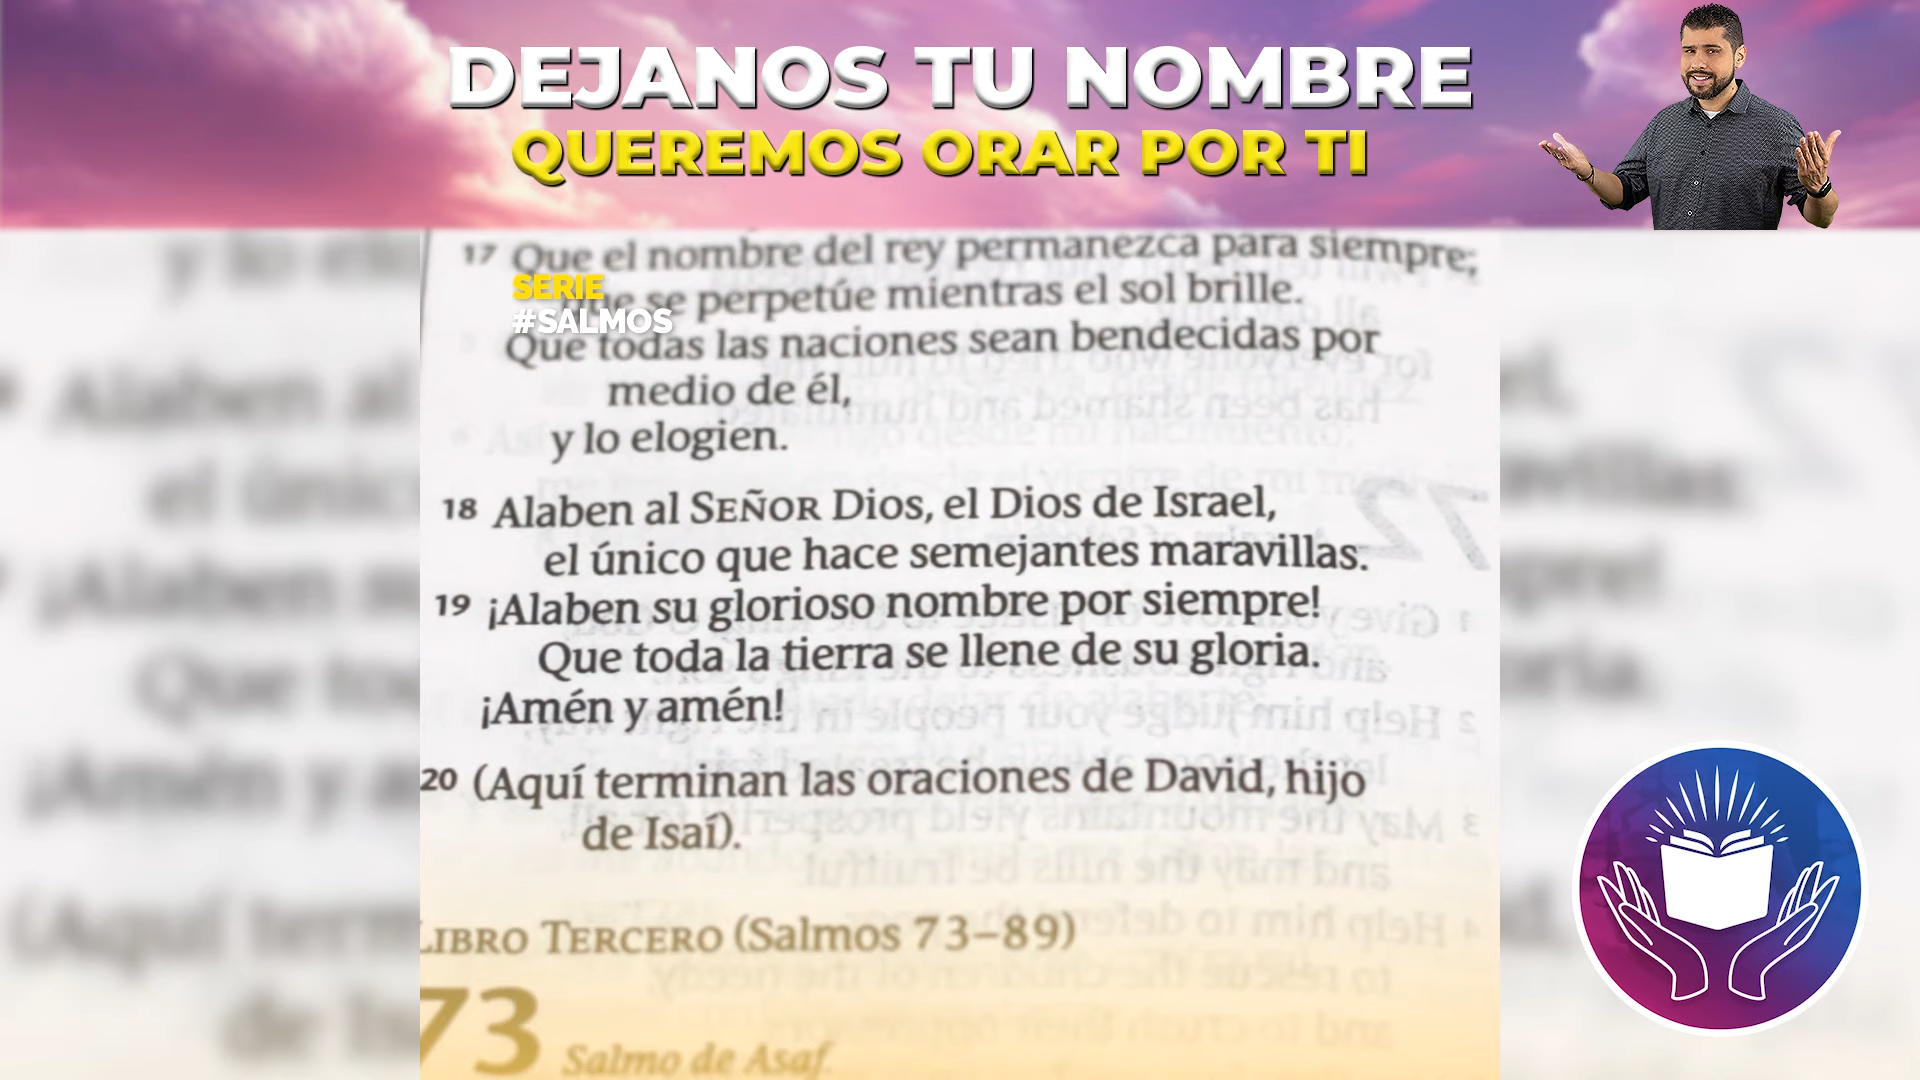 DEJANOS TU NOMBRE
QUEREMOS ORAR POR TI
17 Que el nombre del rey permanezca para siempre;
SERIE
que se perpetúe mientras el sol brille.
#SALMOS
Que todas las naciones sean bendecidas por
medio de él,
y lo elogien.
18 Alaben al SEÑOR Dios, el Dios de Israel,
el único que hace semejantes maravillas.
19 ¡Alaben su glorioso nombre por siempre!
Que toda la tierra se llene de su gloria.
¡Amén y amén!
20 (Aquí terminan las oraciones de David, hijo
de Isaí).
LIBRO TERCERO (Salmos 73–89)
73
Salmo de Asaf.